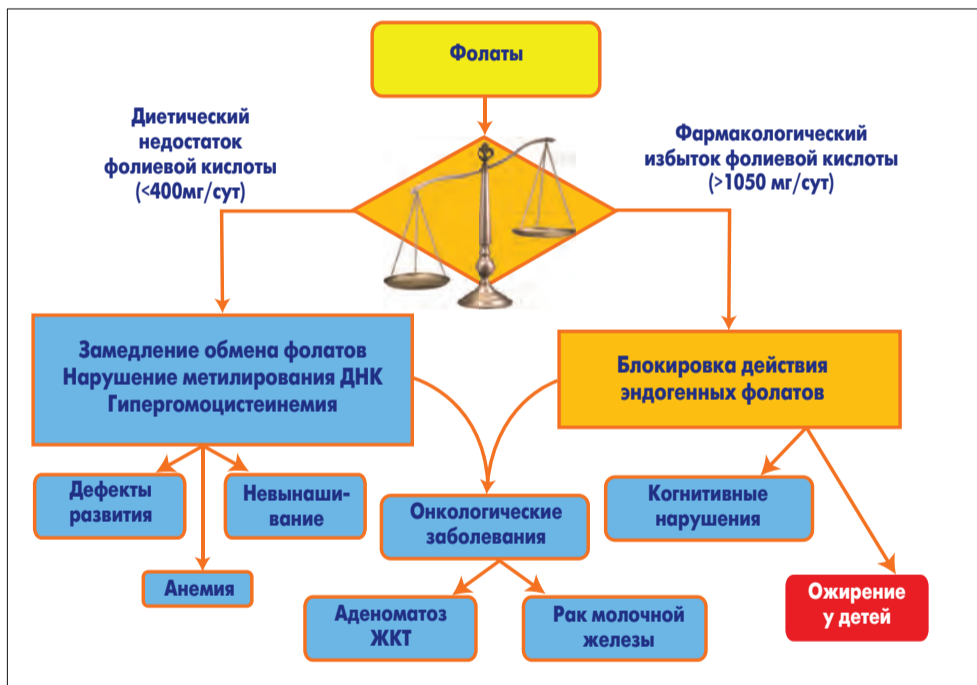 Фолаты
Диетический
недостаток
фолиевой кислоты
(<400мг/сут)
Фармакологический
избыток фолиевой кислоты
(>1050 мг/сут)
Замедление обмена фолатов
Нарушение метилирования ДНК
Гипергомоцистеинемия
Блокировка действия
эндогенных фолатов
Дефекты
развития
Невынаши-
вание
Анемия
Онкологические
заболевания
Когнитивные
нарушения
Аденоматоз
ЖКТ
Рак молочной
железы
Ожирение
у детей